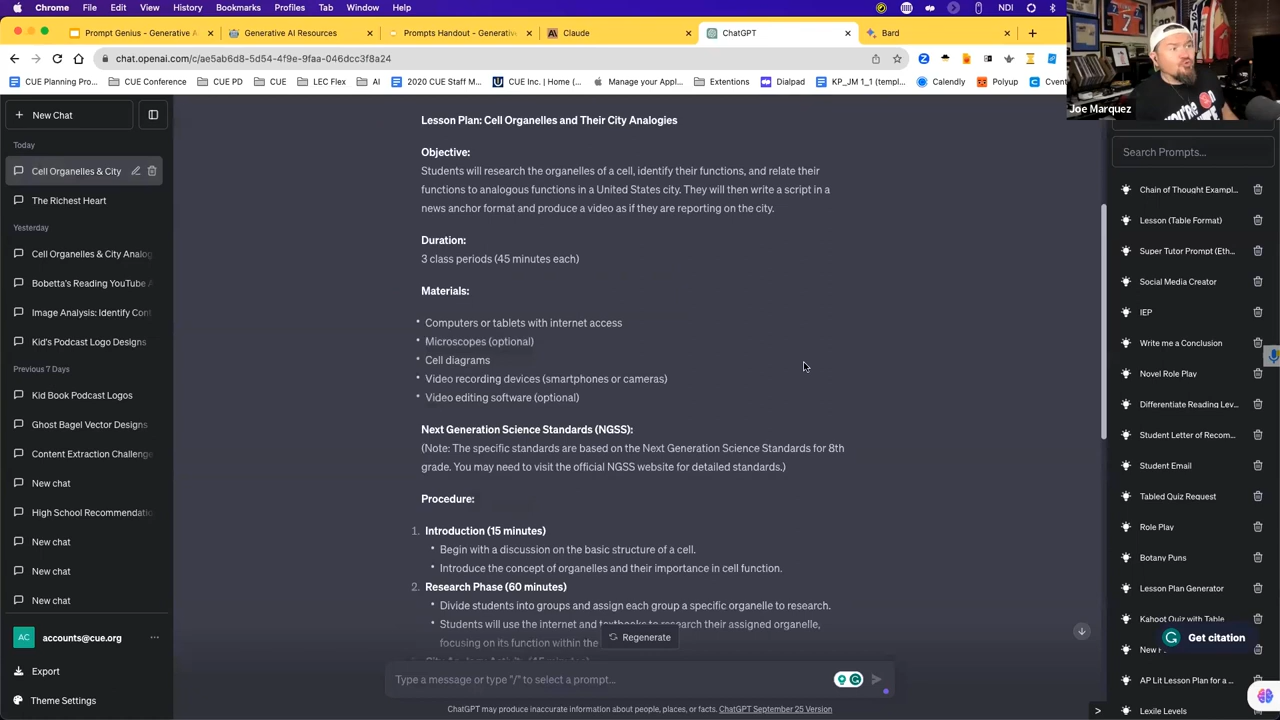 Chrome File Edit View History Bookmarks Profiles Tab Window Help NDI
Prompt Genius - Generative A
Generative AI Resources
Prompts Handout - Generative
Claude
ChatGPT
Bard
chat.openai.com/c/ae5ab6d8-5d54-4f9e-9faa-046dcc3f8a24
CUE Planning Pro...
CUE Conference
CUE PD
CUE
LEC Flex
AI
2023 CUE Staff M...
CUE Inc. | Home (...
Manage your Appl...
Extentions
Dialpad
KP_JM 1_1 (templ...
Calendly
Polyup
Cvent
Joe Marquez
New Chat
Today
Cell Organelles & City
The Richest Heart
Yesterday
Cell Organelles & City Analog
Bobetta's Reading YouTube A
Image Analysis: Identify Cont
Kid's Podcast Logo Designs
Previous 7 Days
Kid Book Podcast Logos
Ghost Bagel Vector Designs
Content Extraction Challenge
New chat
High School Recommendatio
New chat
New chat
New chat
AC accounts@cue.org
Export
Theme Settings
Lesson Plan: Cell Organelles and Their City Analogies
Objective:
Students will research the organelles of a cell, identify their functions, and relate their
functions to analogous functions in a United States city. They will then write a script in a
news anchor format and produce a video as if they are reporting on the city.
Duration:
3 class periods (45 minutes each)
Materials:
• Computers or tablets with internet access
• Microscopes (optional)
• Cell diagrams
• Video recording devices (smartphones or cameras)
• Video editing software (optional)
Next Generation Science Standards (NGSS):
(Note: The specific standards are based on the Next Generation Science Standards for 8th
grade. You may need to visit the official NGSS website for detailed standards.)
Procedure:
1. Introduction (15 minutes)
• Begin with a discussion on the basic structure of a cell.
• Introduce the concept of organelles and their importance in cell function.
2. Research Phase (60 minutes)
• Divide students into groups and assign each group a specific organelle to research.
• Students will use the internet and textbooks to research their assigned organelle,
focusing on its function within the
Regenerate
Type a message or type "/" to select a prompt...
ChatGPT may produce inaccurate information about people, places, or facts. ChatGPT September 25 Version
Search Prompts...
Chain of Thought Exampl...
Lesson (Table Format)
Super Tutor Prompt (Eth...
Social Media Creator
IEP
Write me a Conclusion
Novel Role Play
Differentiate Reading Lev...
Student Letter of Recom...
Student Email
Tabled Quiz Request
Role Play
Botany Puns
Lesson Plan Generator
Kahoot Quiz with Table
Get citation
AP Lit Lesson Plan for a ...
Lexile Levels